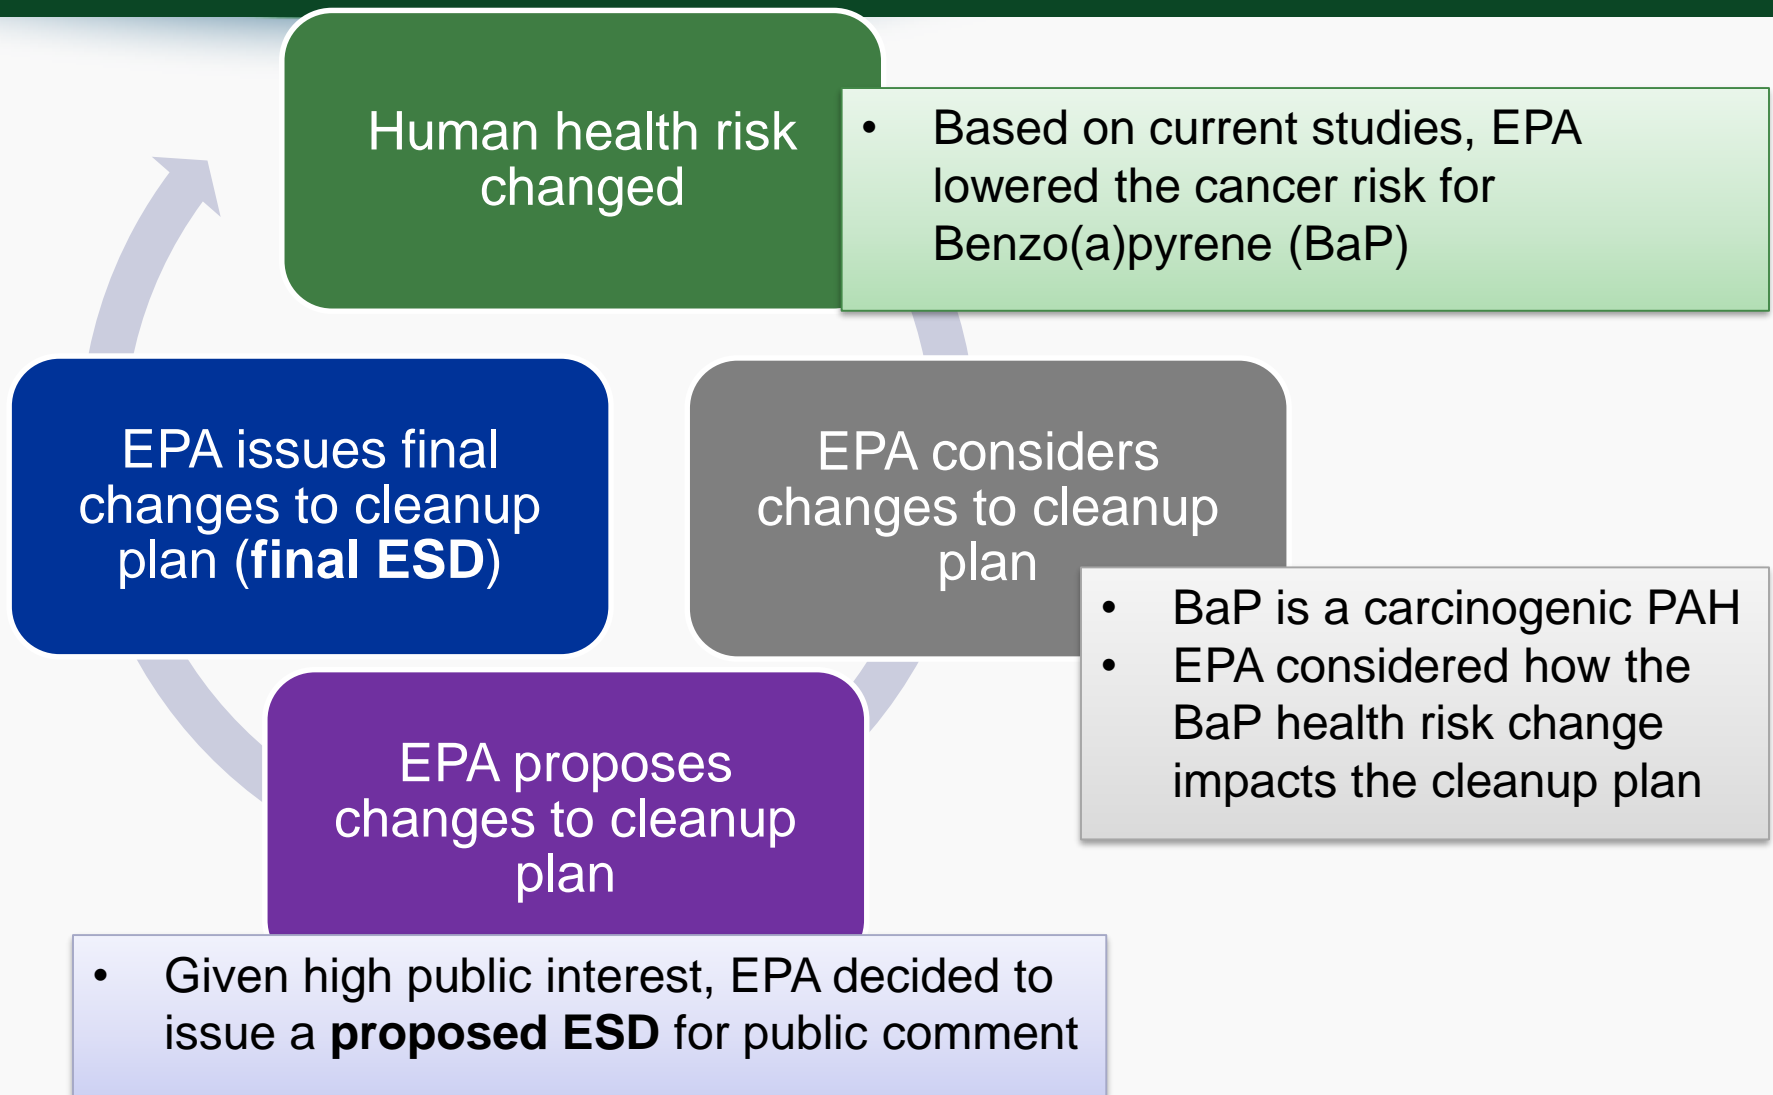 Human health risk
changed
• Based on current studies, EPA
lowered the cancer risk for
Benzo(a)pyrene (BaP)
EPA considers
changes to cleanup
plan
• BaP is a carcinogenic PAH
• EPA considered how the
BaP health risk change
impacts the cleanup plan
EPA proposes
changes to cleanup
plan
• Given high public interest, EPA decided to
issue a proposed ESD for public comment
EPA issues final
changes to cleanup
plan (final ESD)